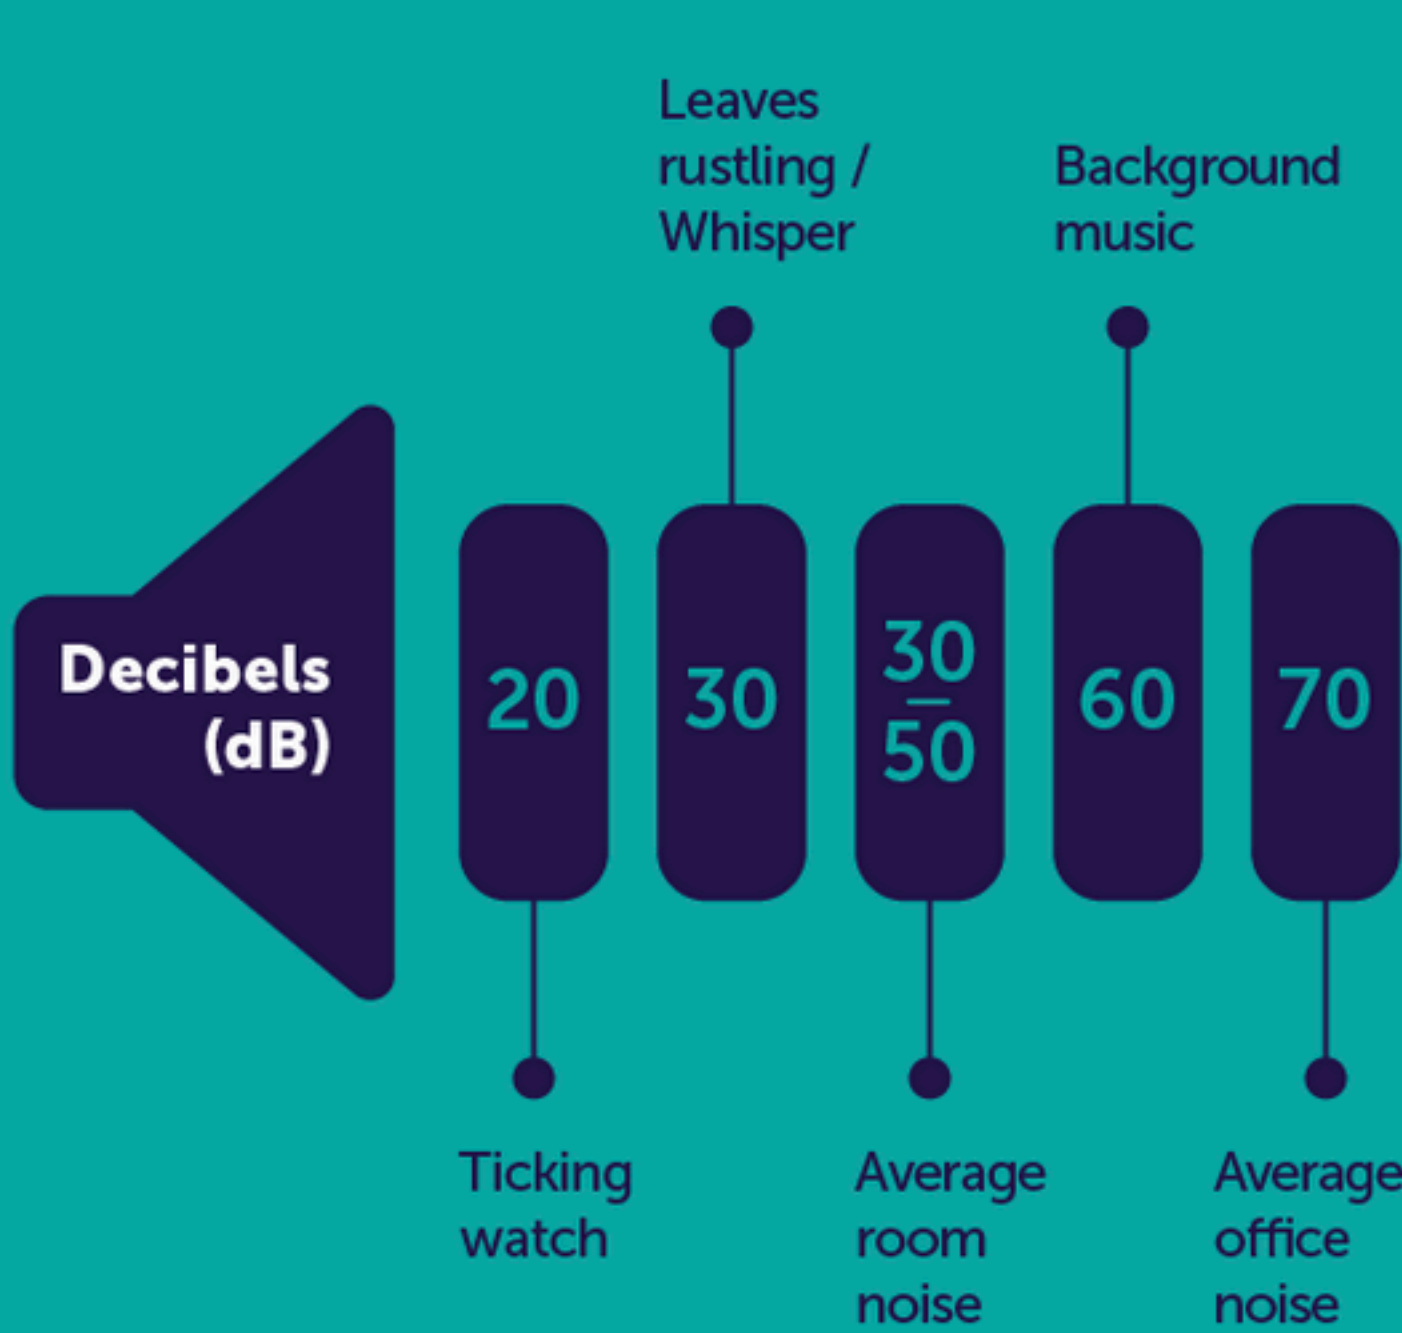 Leaves
rustling /
Whisper
Background
music
Decibels
(dB)
20
30
30
—
50
60
70
Ticking
watch
Average
room
noise
Average
office
noise